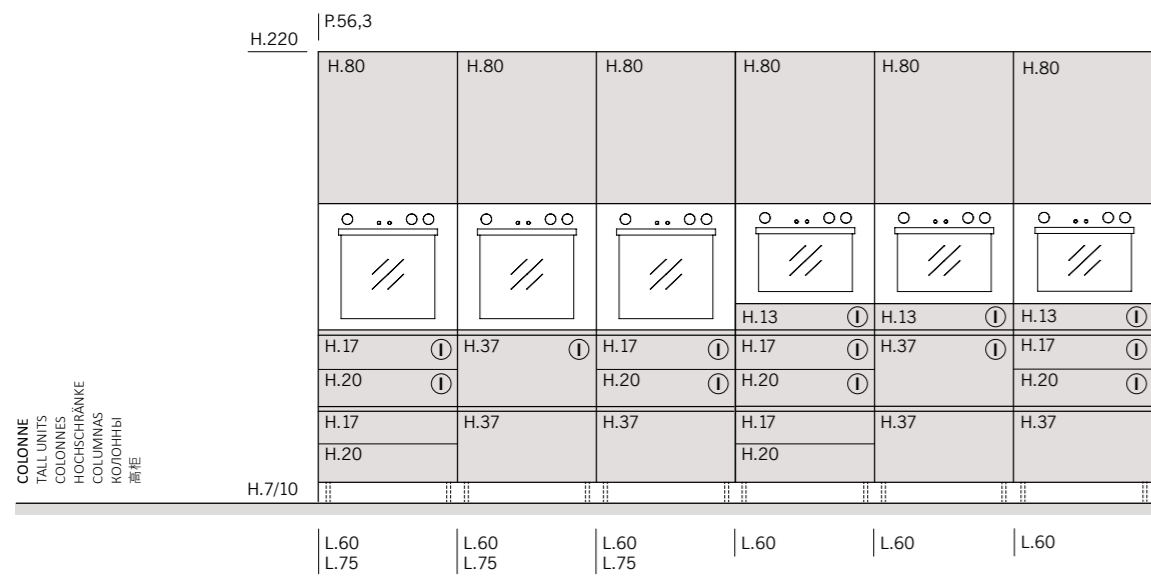 P.56,3
H.220
H.80 H.80 H.80 H.80 H.80 H.80
H.13 I H.13 I H.13 I
H.17 I H.37 I H.17 I H.17 I H.37 I H.17 I
H.20 I H.20 I H.20 I H.20 I
H.17 H.37 H.37 H.17 H.37 H.37
H.20 H.20
H.7/10
L.60 L.60 L.60 L.60 L.60 L.60
L.75 L.75 L.75
COLONNE
TALL UNITS
COLONNES
HOCHSCHRÄNKE
COLUMNAS
КОЛОННЫ
高柜